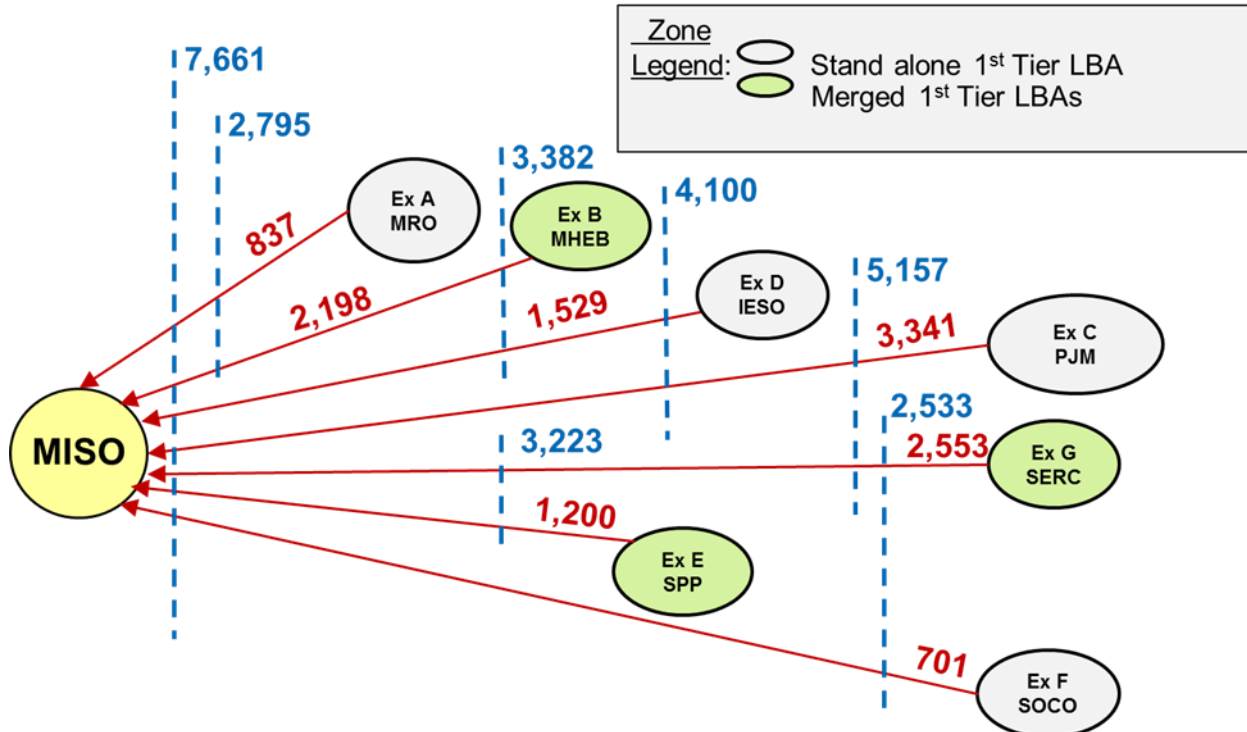 Zone
Legend:
Stand alone 1st Tier LBA
Merged 1st Tier LBAs
7,661
2,795
3,382
4,100
Ex A
MRO
837
Ex B
MHEB
2,198
Ex D
IESO
1,529
5,157
3,341
Ex C
PJM
2,533
MISO
3,223
2,553
Ex G
SERC
1,200
Ex E
SPP
701
Ex F
SOCO